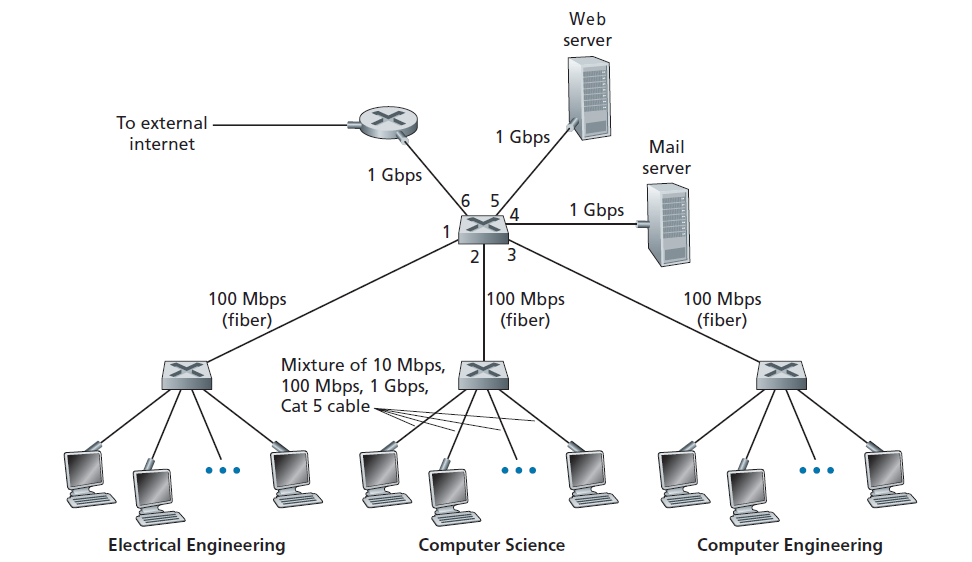 Web
server
To external
internet
1 Gbps
1 Gbps
Mail
server
1 Gbps
6
5
4
1
2
3
100 Mbps
(fiber)
100 Mbps
(fiber)
100 Mbps
(fiber)
Mixture of 10 Mbps,
100 Mbps, 1 Gbps,
Cat 5 cable
Electrical Engineering
Computer Science
Computer Engineering